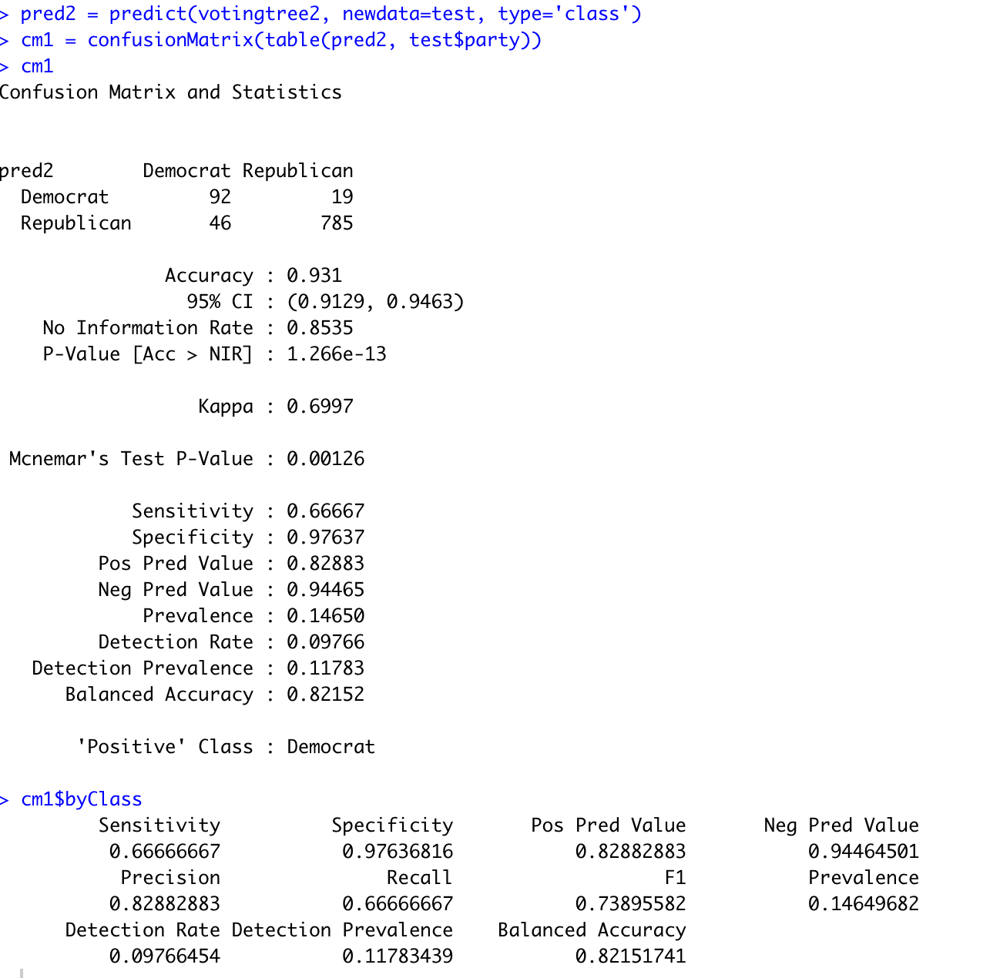 > pred2 = predict(votingtree2, newdata=test, type='class')
> cm1 = confusionMatrix(table(pred2, test$party))
> cm1
Confusion Matrix and Statistics
pred2        Democrat Republican
  Democrat         92         19
  Republican       46        785
Accuracy : 0.931
95% CI : (0.9129, 0.9463)
No Information Rate : 0.8535
P-Value [Acc > NIR] : 1.266e-13
Kappa : 0.6997
Mcnemar's Test P-Value : 0.00126
Sensitivity : 0.66667
Specificity : 0.97637
Pos Pred Value : 0.82883
Neg Pred Value : 0.94465
Prevalence : 0.14650
Detection Rate : 0.09766
Detection Prevalence : 0.11783
Balanced Accuracy : 0.82152
'Positive' Class : Democrat
> cm1$byClass
Sensitivity          Specificity       Pos Pred Value       Neg Pred Value
0.66666667           0.97636816           0.82882883           0.94464501
Precision               Recall                   F1           Prevalence
0.82882883           0.66666667           0.73895582           0.14649682
Detection Rate Detection Prevalence    Balanced Accuracy
0.09766454           0.11783439           0.82151741